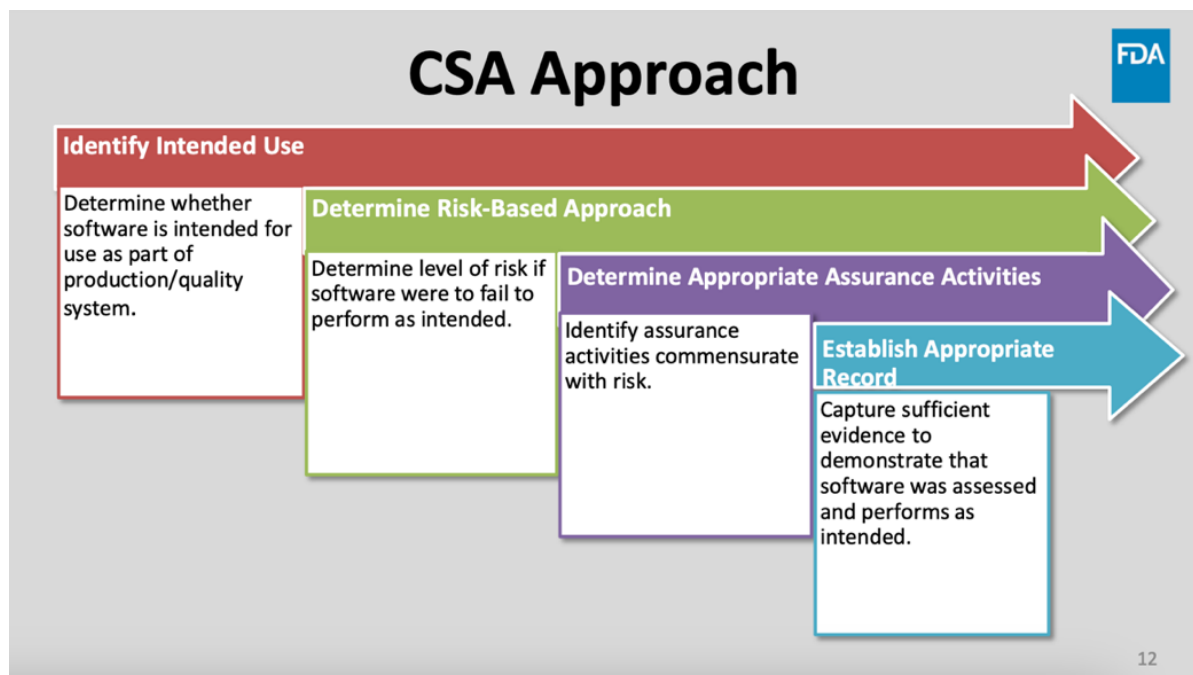 CSA Approach
FDA
Identify Intended Use
Determine whether
software is intended for
use as part of
production/quality
system.
Determine Risk-Based Approach
Determine level of risk if
software were to fail to
perform as intended.
Determine Appropriate Assurance Activities
Identify assurance
activities commensurate
with risk.
Establish Appropriate
Record
Capture sufficient
evidence to
demonstrate that
software was assessed
and performs as
intended.
12